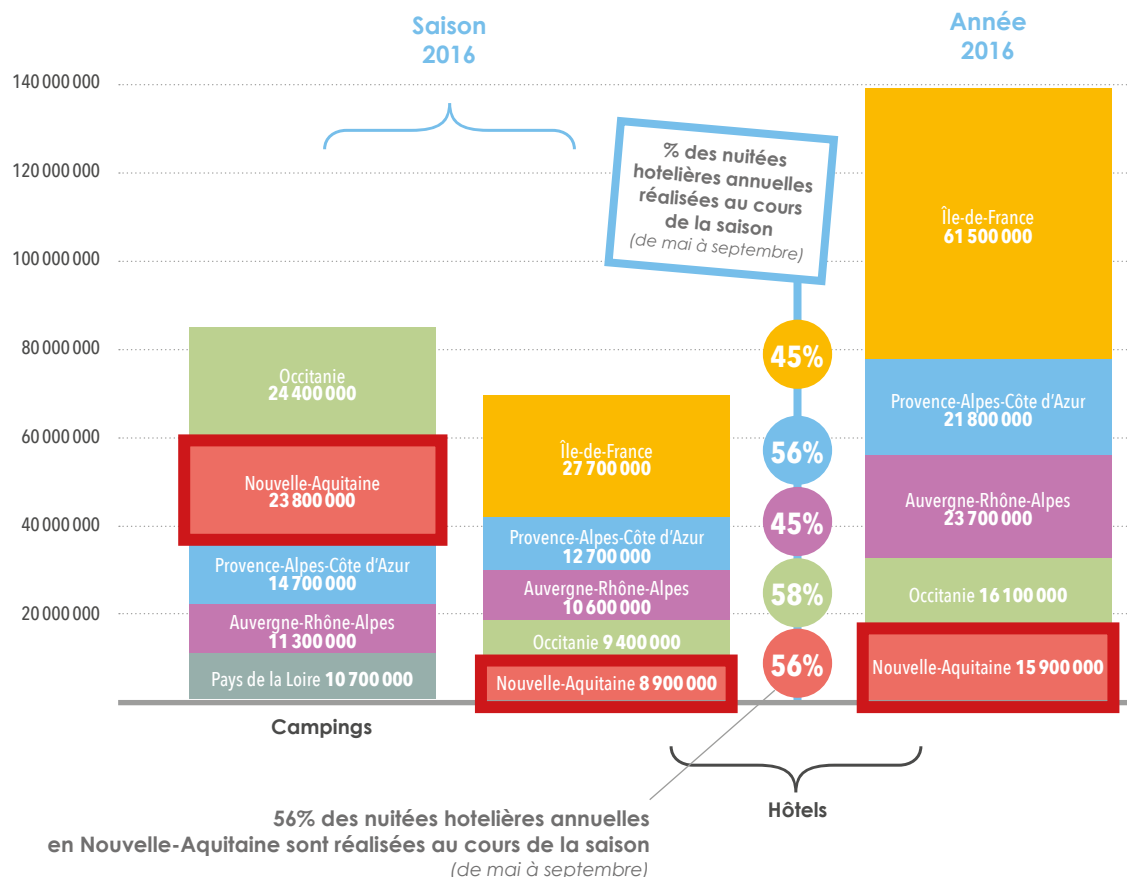 Saison
2016
Année
2016
140 000 000
120 000 000
100 000 000
80 000 000
60 000 000
40 000 000
20 000 000
% des nuitées
hotelières annuelles
réalisées au cours
de la saison
(de mai à septembre)
Occitanie
24 400 000
Nouvelle-Aquitaine
23 800 000
Provence-Alpes-Côte d'Azur
14 700 000
Auvergne-Rhône-Alpes
11 300 000
Pays de la Loire 10 700 000
Île-de-France
27 700 000
Provence-Alpes-Côte d'Azur
12 700 000
Auvergne-Rhône-Alpes
10 600 000
Occitanie 9 400 000
Nouvelle-Aquitaine 8 900 000
45%
56%
45%
58%
56%
Île-de-France
61 500 000
Provence-Alpes-Côte d'Azur
21 800 000
Auvergne-Rhône-Alpes
23 700 000
Occitanie 16 100 000
Nouvelle-Aquitaine 15 900 000
Campings
Hôtels
56% des nuitées hotelières annuelles
en Nouvelle-Aquitaine sont réalisées au cours de la saison
(de mai à septembre)